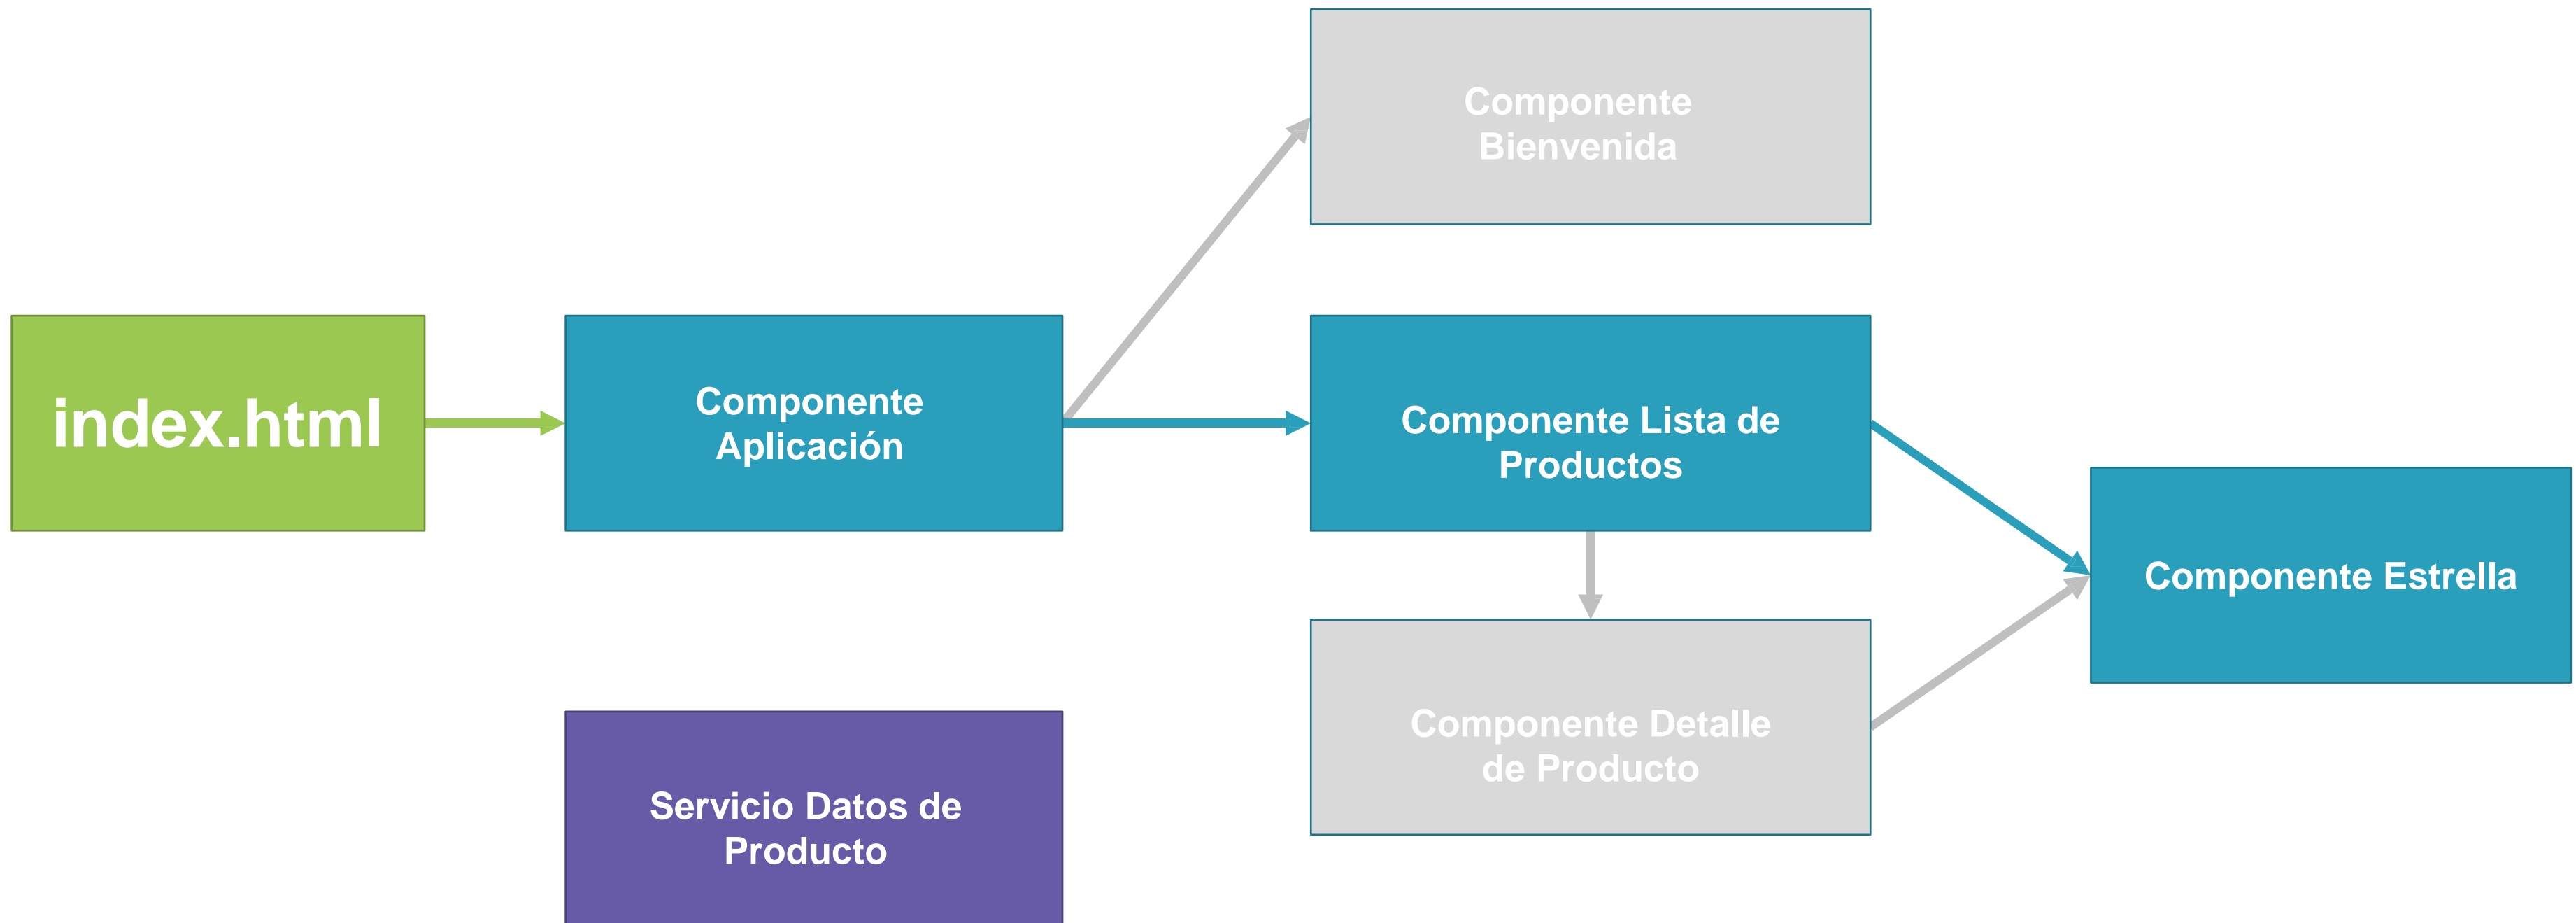 Componente
Bienvenida
index.html
Componente
Aplicación
Componente Lista de
Productos
Componente Estrella
Componente Detalle
de Producto
Servicio Datos de
Producto